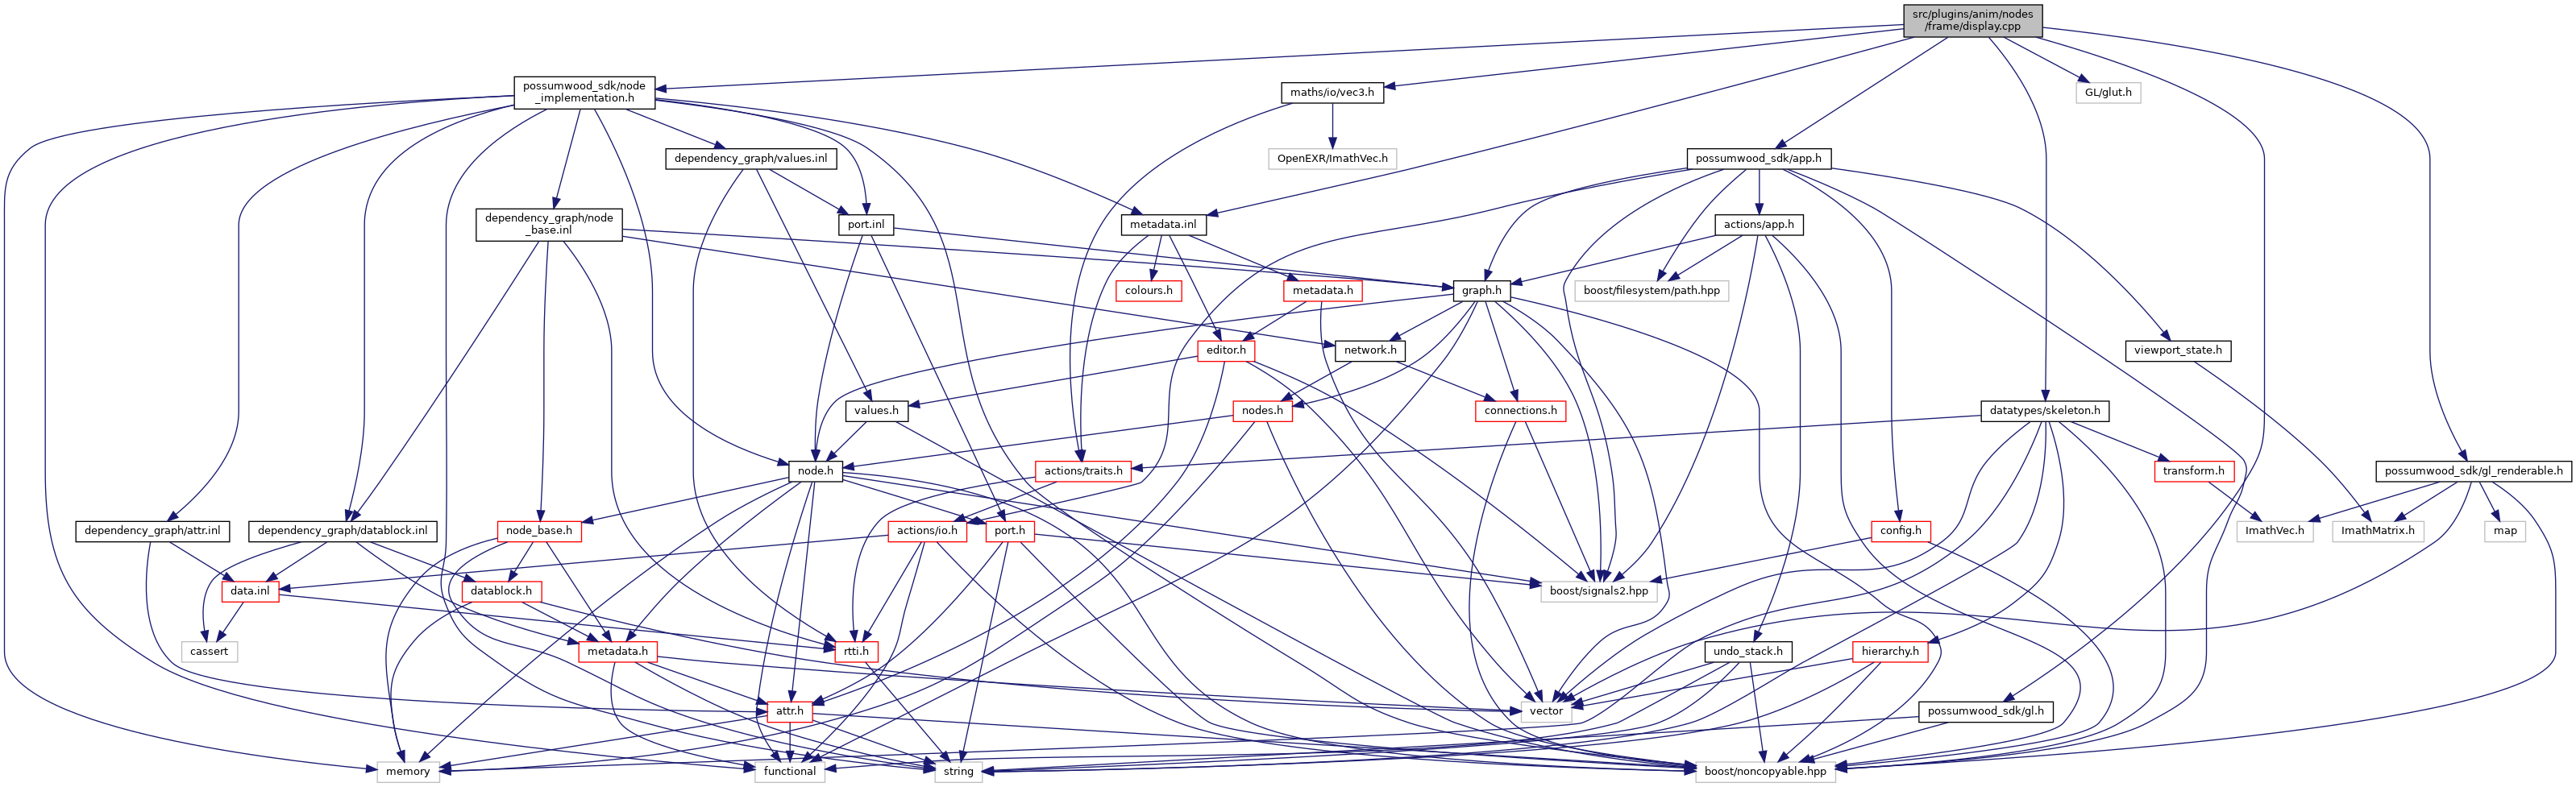 src/plugins/anim/nodes
/frame/display.cpp
possumwood_sdk/node
_implementation.h
maths/io/vec3.h
GL/glut.h
dependency_graph/values.inl
OpenEXR/ImathVec.h
possumwood_sdk/app.h
dependency_graph/node
_base.inl
port.inl
metadata.inl
actions/app.h
colours.h
metadata.h
graph.h
boost/filesystem/path.hpp
editor.h
network.h
viewport_state.h
values.h
nodes.h
connections.h
datatypes/skeleton.h
node.h
actions/traits.h
transform.h
possumwood_sdk/gl_renderable.h
dependency_graph/attr.inl
dependency_graph/datablock.inl
node_base.h
actions/io.h
port.h
config.h
ImathVec.h
ImathMatrix.h
map
data.inl
datablock.h
boost/signals2.hpp
cassert
metadata.h
rtti.h
undo_stack.h
hierarchy.h
attr.h
vector
possumwood_sdk/gl.h
memory
functional
string
boost/noncopyable.hpp